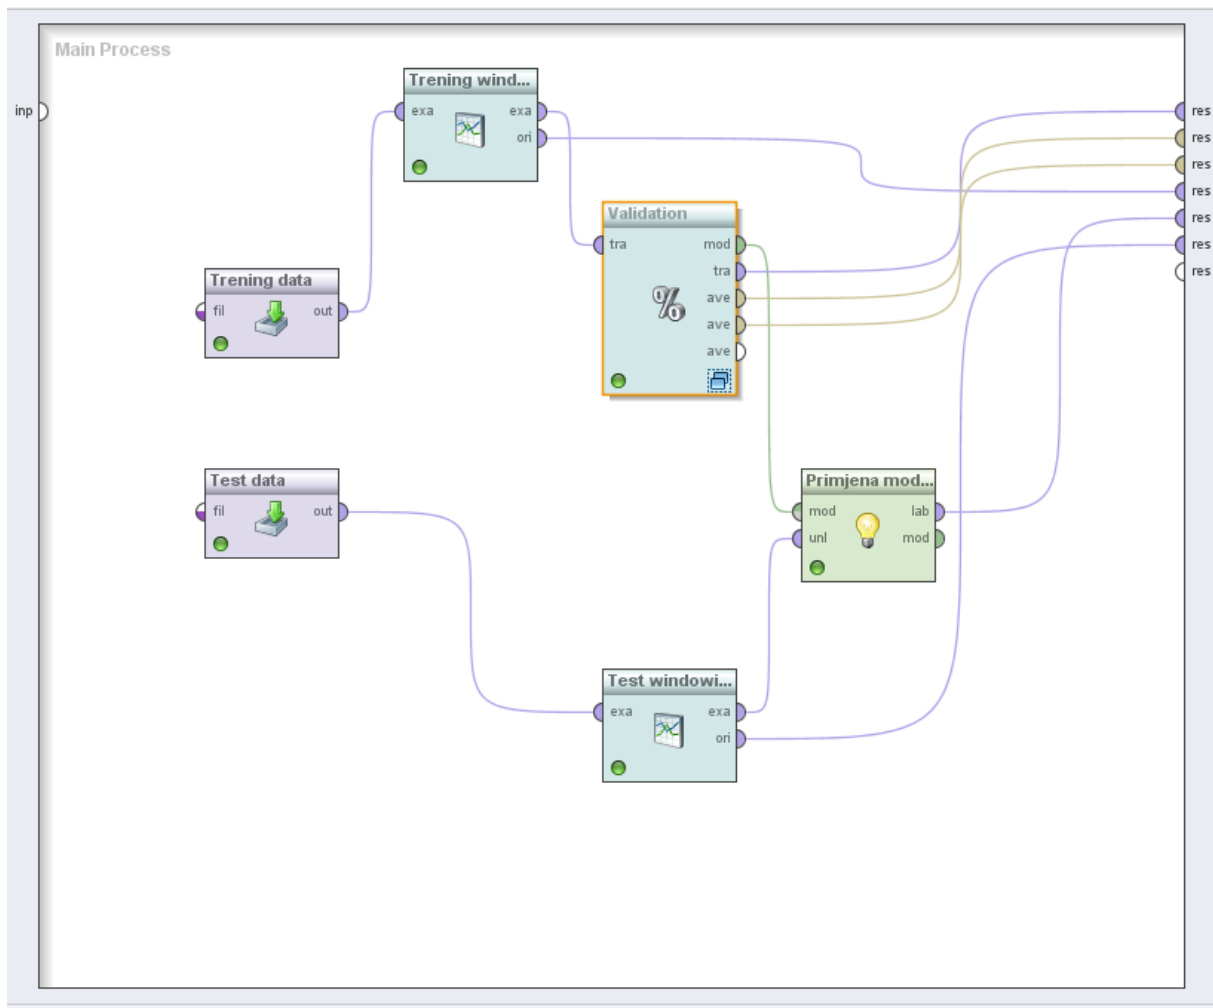 Main Process
inp
Trening wind...
exa exa
ori
Validation
tra mod
tra
ave
ave
ave
Trening data
fil out
Test data
fil out
Primjena mod...
mod lab
unl mod
Test windowi...
exa exa
ori
res
res
res
res
res
res
res
%